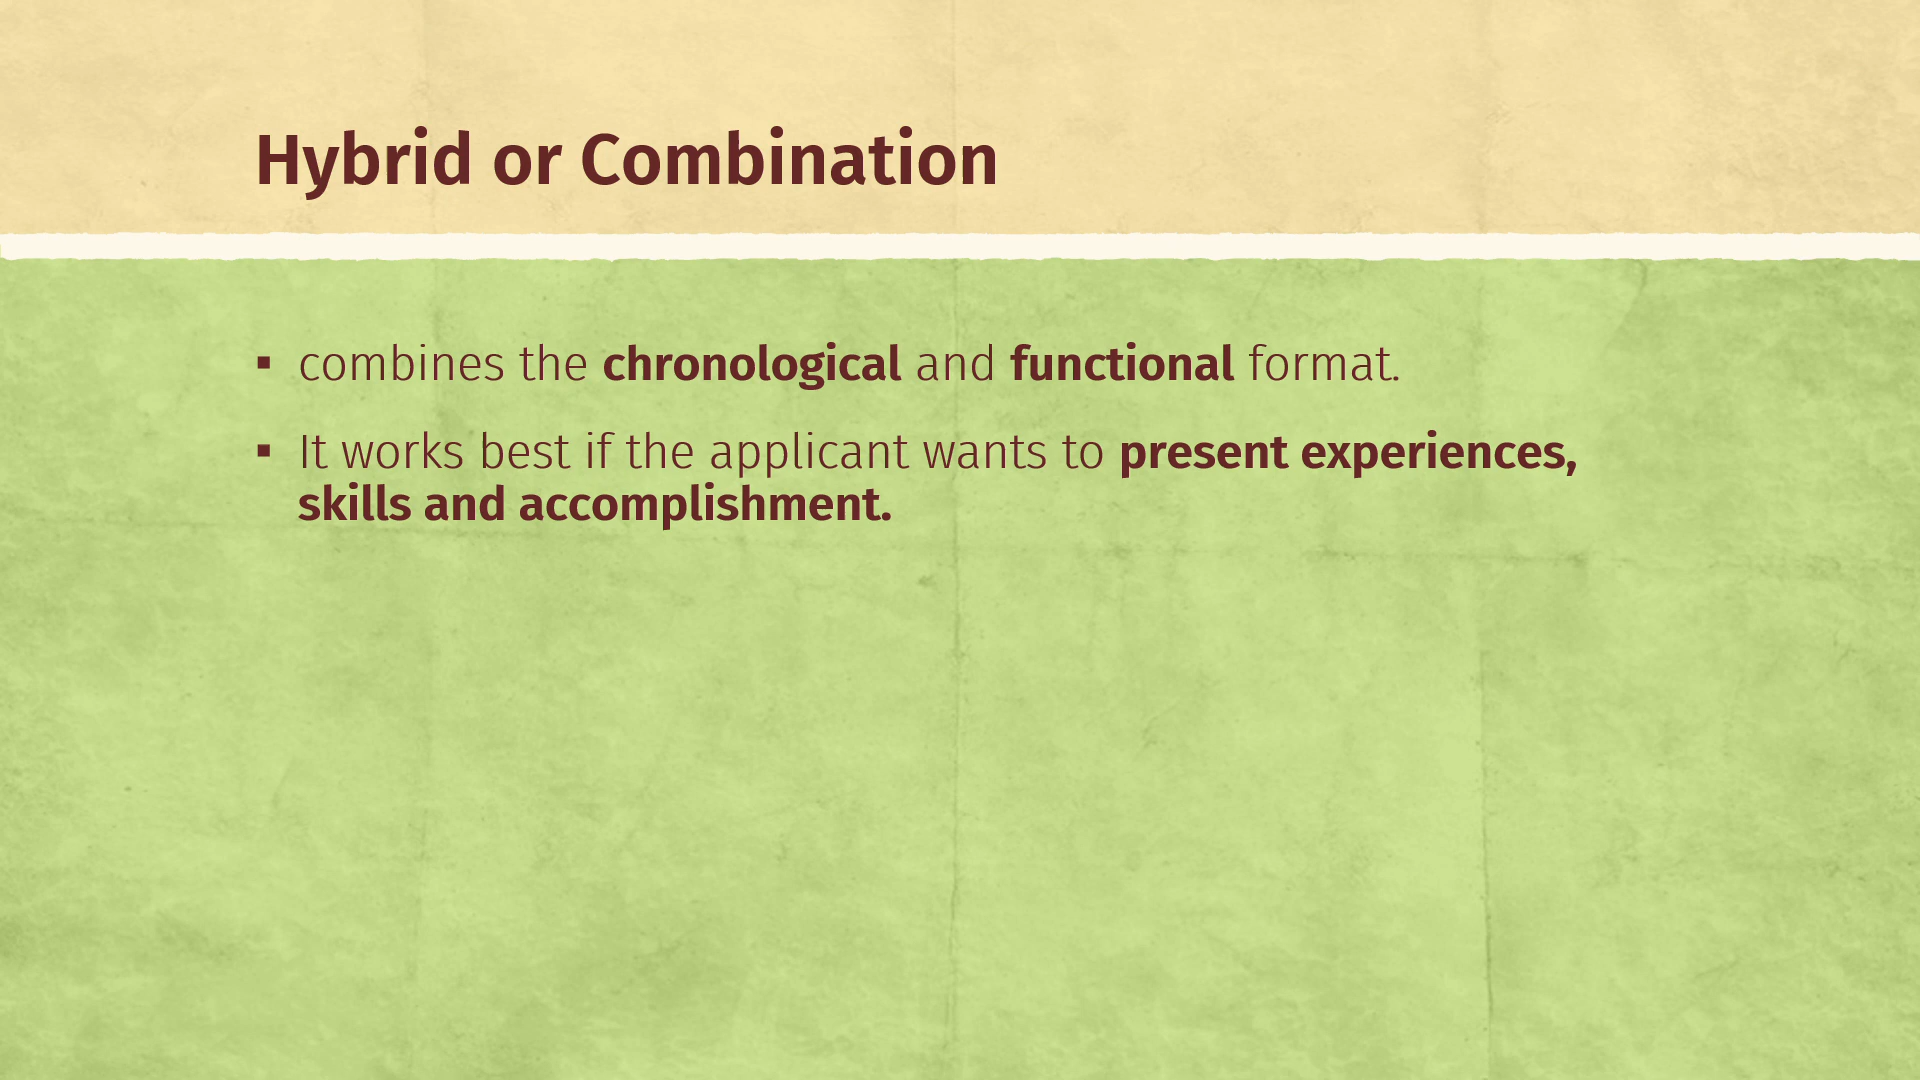 Hybrid or Combination
▪ combines the chronological and functional format.
▪ It works best if the applicant wants to present experiences,
skills and accomplishment.